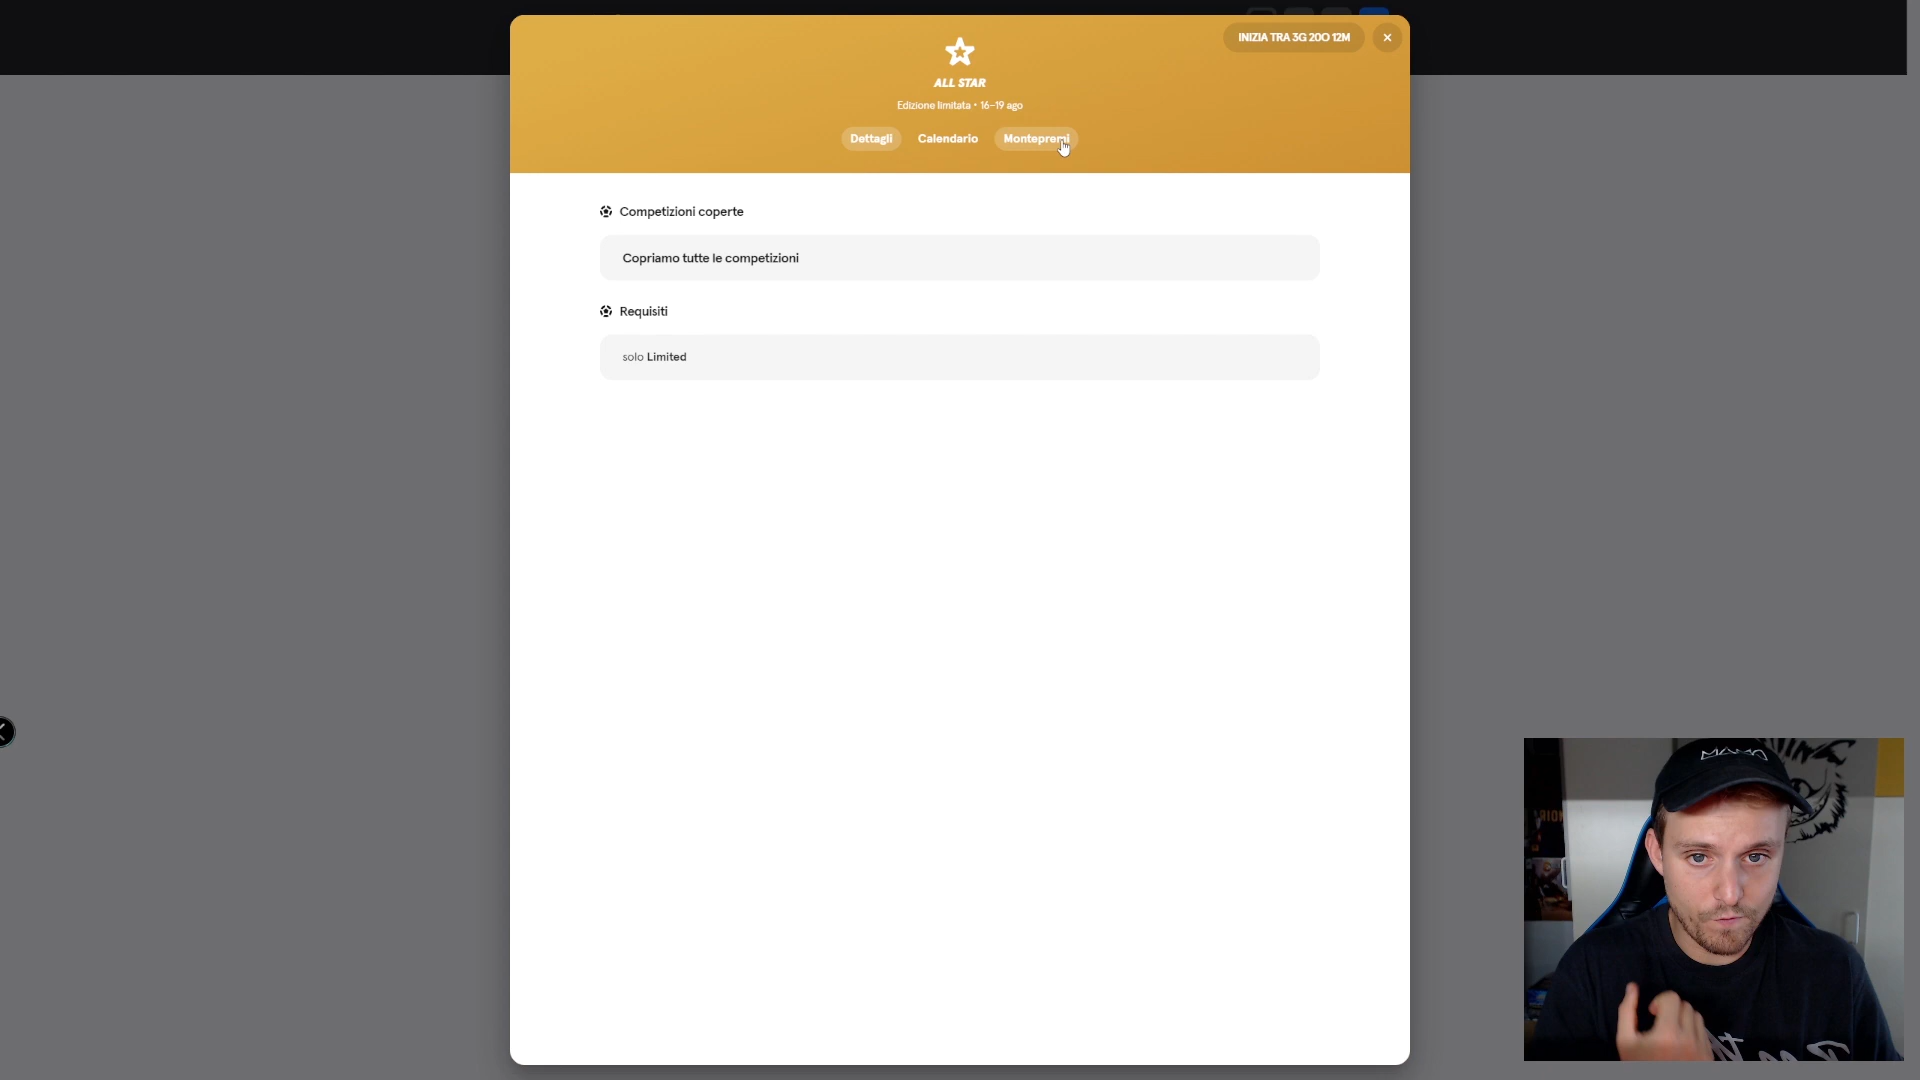 INIZIA TRA 3G 20O 12M
ALL STAR
Edizione limitata • 16–19 ago
Dettagli
Calendario
Montepremi
Competizioni coperte
Copriamo tutte le competizioni
Requisiti
solo Limited